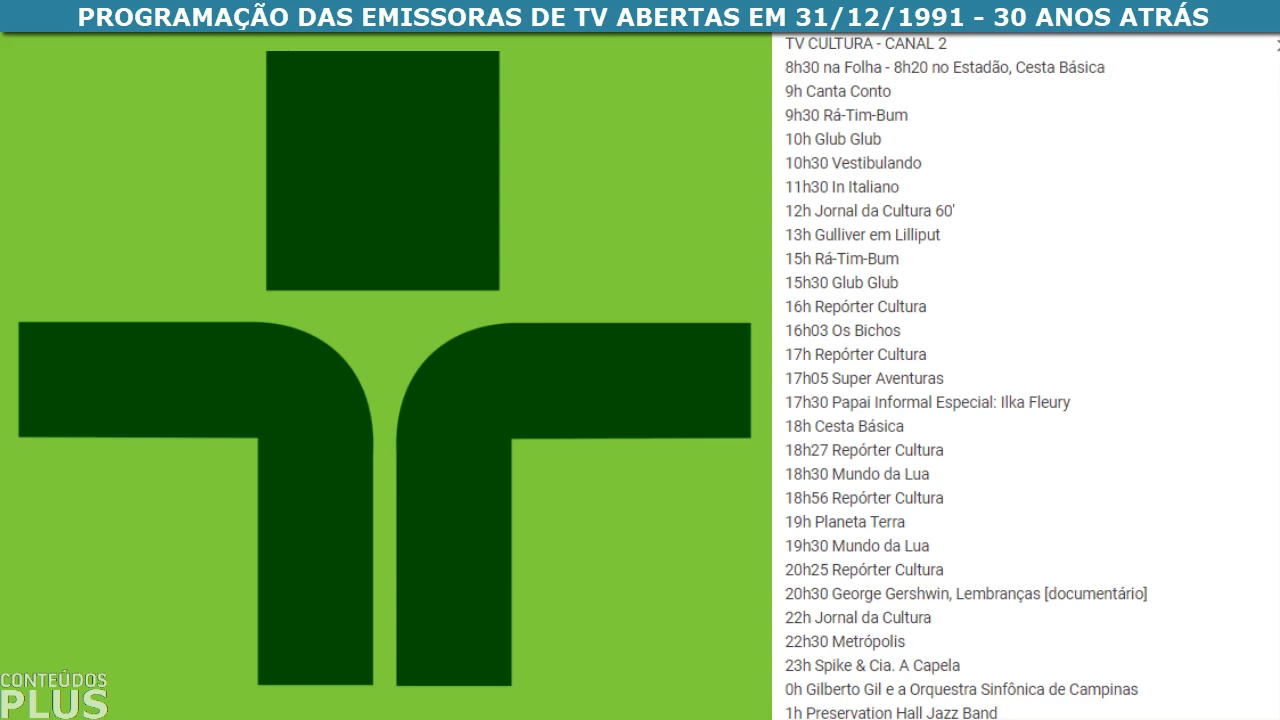 PROGRAMAÇÃO DAS EMISSORAS DE TV ABERTAS EM 31/12/1991 - 30 ANOS ATRÁS
TV CULTURA - CANAL 2
8h30 na Folha - 8h20 no Estadão, Cesta Básica
9h Canta Conto
9h30 Rá-Tim-Bum
10h Glub Glub
10h30 Vestibulando
11h30 In Italiano
12h Jornal da Cultura 60'
13h Gulliver em Lilliput
15h Rá-Tim-Bum
15h30 Glub Glub
16h Repórter Cultura
16h03 Os Bichos
17h Repórter Cultura
17h05 Super Aventuras
17h30 Papai Informal Especial: Ilka Fleury
18h Cesta Básica
18h27 Repórter Cultura
18h30 Mundo da Lua
18h56 Repórter Cultura
19h Planeta Terra
19h30 Mundo da Lua
20h25 Repórter Cultura
20h30 George Gershwin, Lembranças [documentário]
22h Jornal da Cultura
22h30 Metrópolis
23h Spike & Cia. A Capela
0h Gilberto Gil e a Orquestra Sinfônica de Campinas
1h Preservation Hall Jazz Band
CONTEÚDOS
PLUS